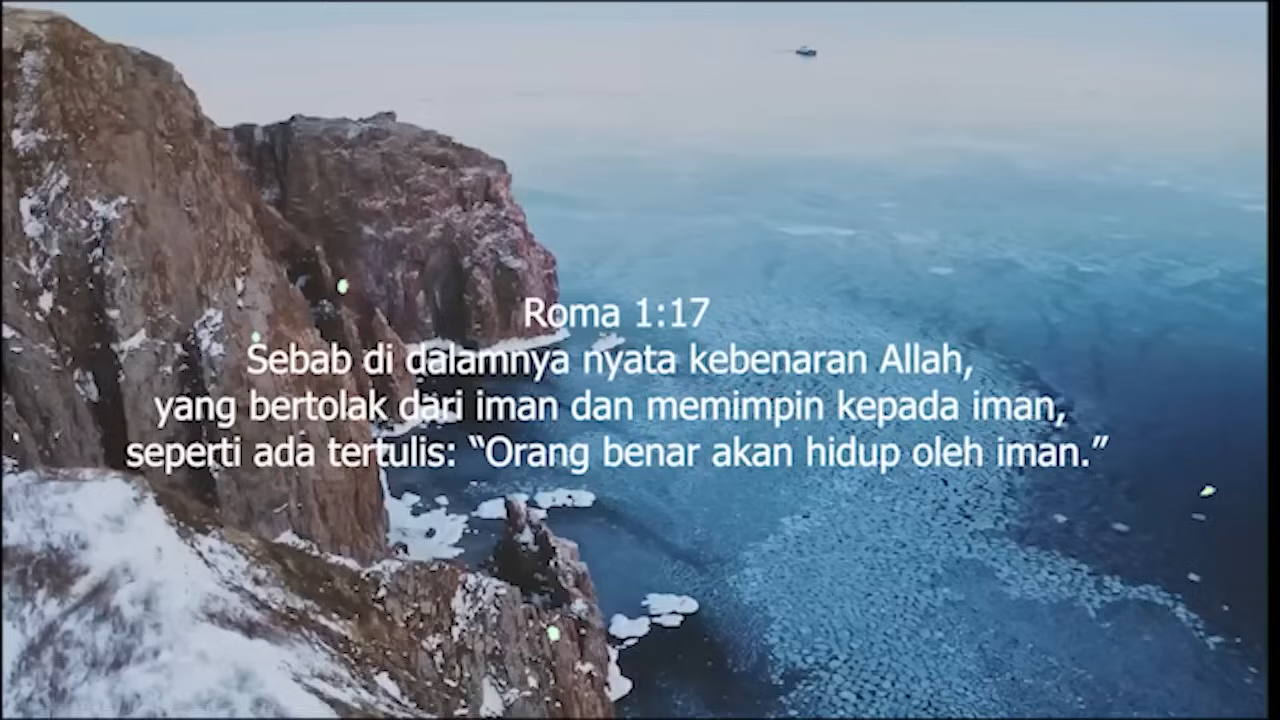 Roma 1:17
Sebab di dalamnya nyata kebenaran Allah,
yang bertolak dari iman dan memimpin kepada iman,
seperti ada tertulis: “Orang benar akan hidup oleh iman.”